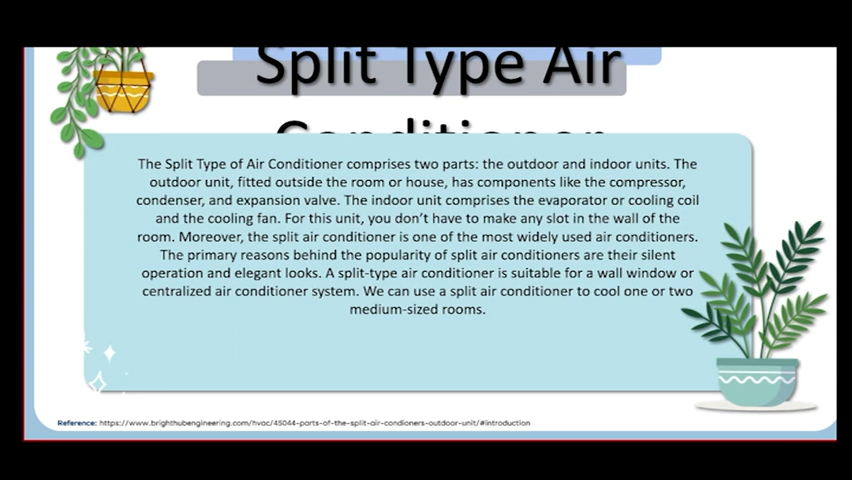 Split Type Air
Conditioner
The Split Type of Air Conditioner comprises two parts: the outdoor and indoor units. The
outdoor unit, fitted outside the room or house, has components like the compressor,
condenser, and expansion valve. The indoor unit comprises the evaporator or cooling coil
and the cooling fan. For this unit, you don’t have to make any slot in the wall of the
room. Moreover, the split air conditioner is one of the most widely used air conditioners.
The primary reasons behind the popularity of split air conditioners are their silent
operation and elegant looks. A split-type air conditioner is suitable for a wall window or
centralized air conditioner system. We can use a split air conditioner to cool one or two
medium-sized rooms.
Reference: https://www.brighthubengineering.com/hvac/45044-parts-of-the-split-air-condioners-outdoor-unit/#introduction